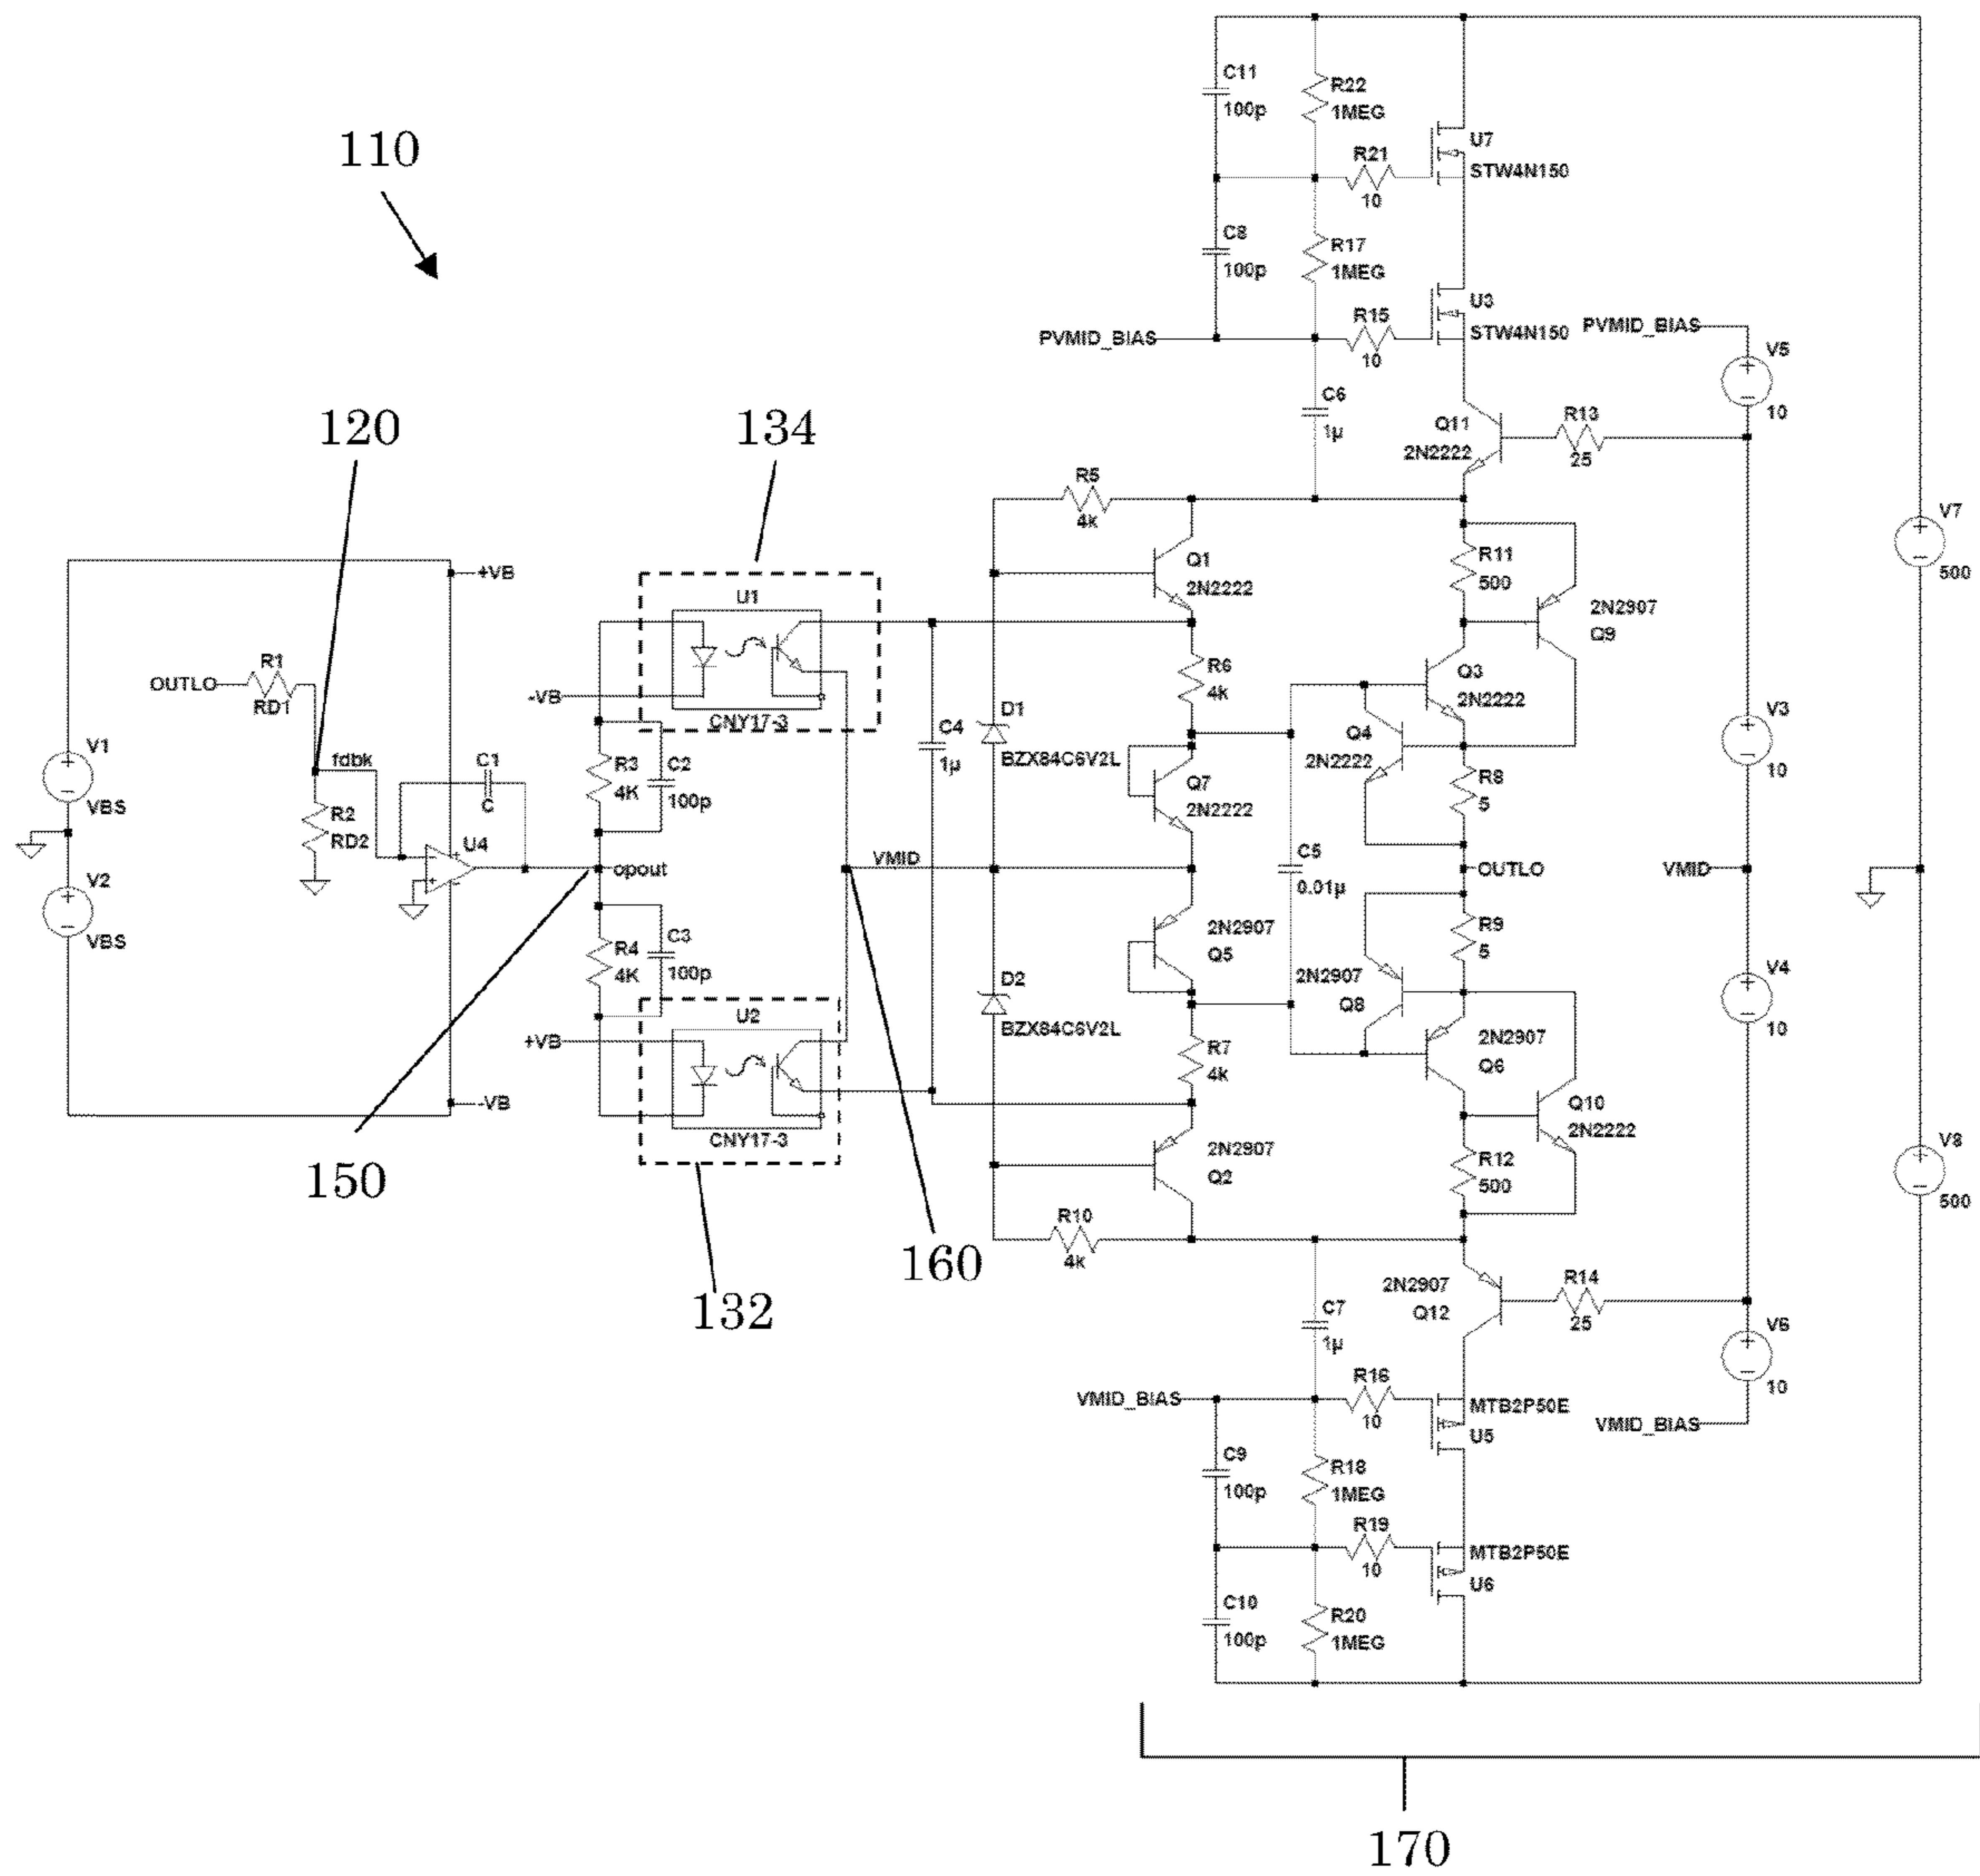 110
C11
100p
R22
1MEG
R21
10
U7
STW4N150
C8
100p
R17
1MEG
PVMID_BIAS
R15
10
U3
STW4N150
PVMID_BIAS
V5
10
C6
1µ
Q11
2N2222
R13
25
120
134
R5
4k
V7
500
+VB
U1
Q1
2N2222
R11
500
2N2907
Q9
R1
OUTLO
RD1
-VB
CNY17-3
R6
4k
Q3
2N2222
Q4
2N2222
V3
10
V1
VBS
fdbk
C1
C
R3
4K
C2
100p
C4
1µ
D1
BZX84C6V2L
Q7
2N2222
R8
5
R2
RD2
U4
opout
VMID
C5
0.01µ
OUTLO
VMID
V2
VBS
R4
4K
C3
100p
2N2907
Q5
R9
5
2N2907
Q8
V4
10
D2
BZX84C6V2L
U2
+VB
R7
4k
2N2907
Q6
-VB
CNY17-3
2N2907
Q2
Q10
2N2222
R12
500
V8
500
150
160
132
R10
4k
2N2907
Q12
R14
25
C7
1µ
V6
10
VMID_BIAS
R16
10
MTB2P50E
U5
VMID_BIAS
C9
100p
R18
1MEG
R19
10
MTB2P50E
U6
C10
100p
R20
1MEG
170